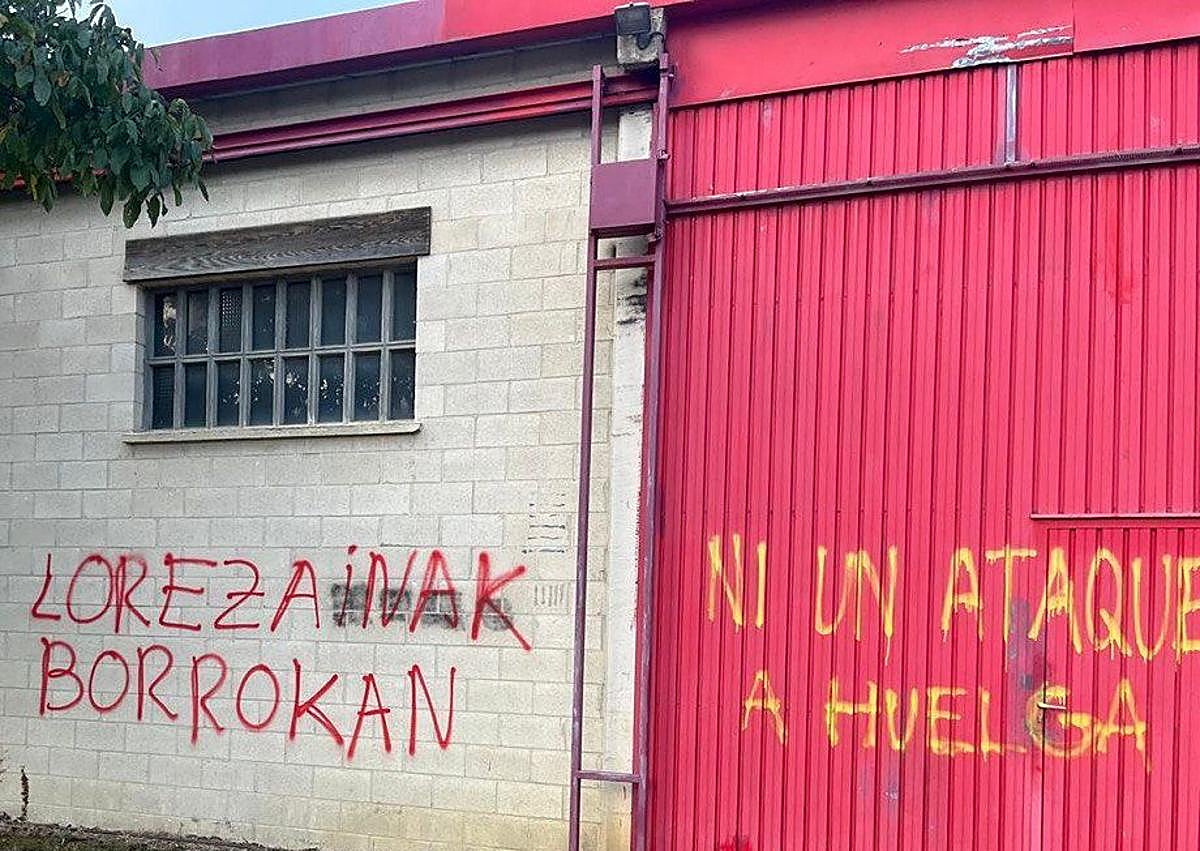 LOREZAiNAK
BORROKAN
NI UN ATAQUE
A HUELGA